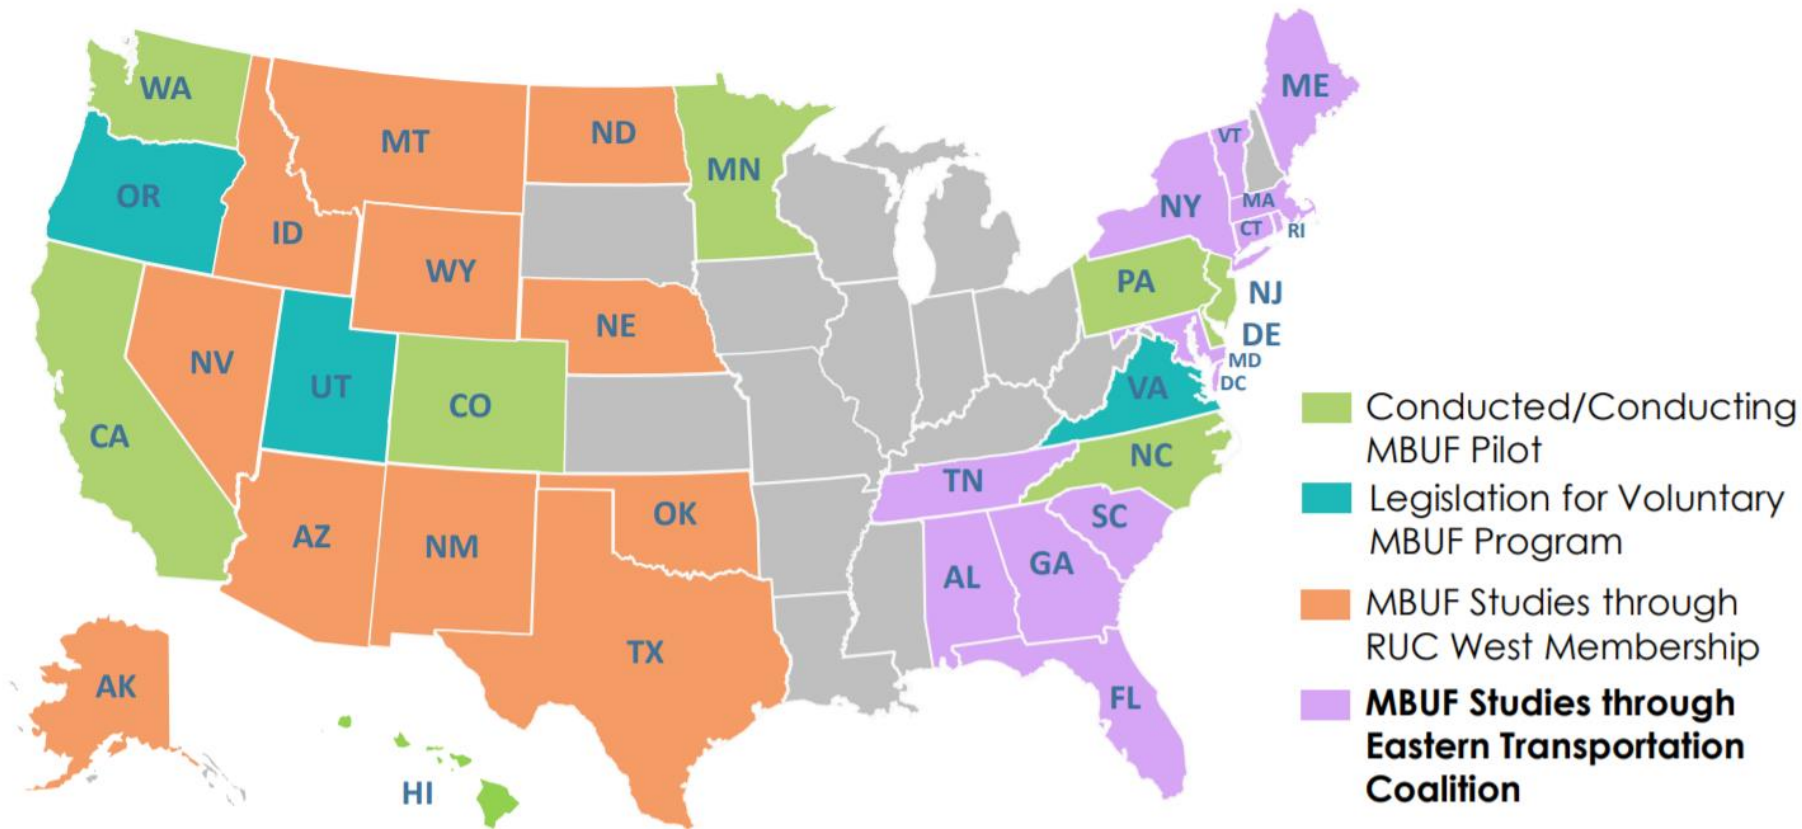 WA
OR
CA
ID
NV
MT
WY
UT
CO
AZ
NM
ND
NE
OK
TX
MN
AK
HI
ME
VT
NY
MA
CT
RI
PA
NJ
DE
MD
DC
VA
NC
TN
SC
AL
GA
FL
Conducted/Conducting
MBUF Pilot
Legislation for Voluntary
MBUF Program
MBUF Studies through
RUC West Membership
MBUF Studies through
Eastern Transportation
Coalition